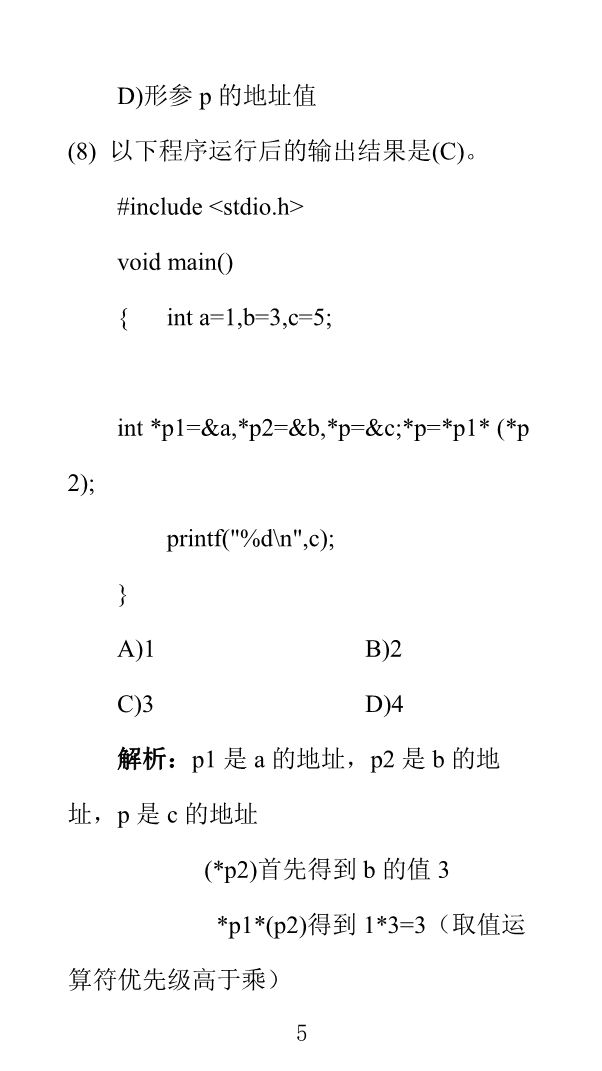 D)形参 p 的地址值
(8) 以下程序运行后的输出结果是(C)。
#include <stdio.h>
void main()
{ int a=1,b=3,c=5;
int *p1=&a,*p2=&b,*p=&c;*p=*p1* (*p
2);
printf("%d\n",c);
}
A)1 B)2
C)3 D)4
解析：p1 是 a 的地址，p2 是 b 的地
址，p 是 c 的地址
(*p2)首先得到 b 的值 3
*p1*(p2)得到 1*3=3（取值运
算符优先级高于乘）
5